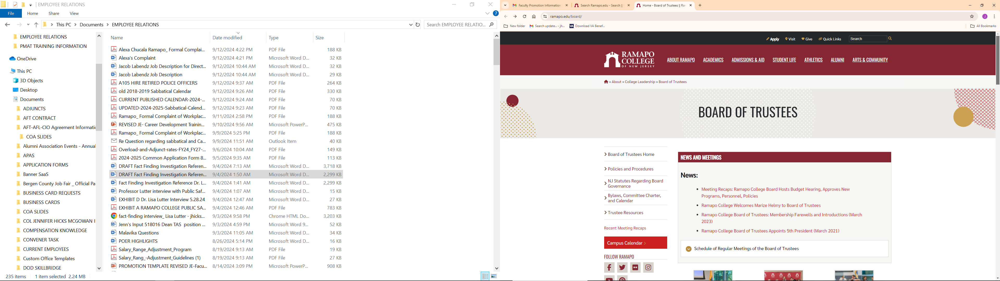 EMPLOYEE RELATIONS
File Home Share View
This PC Documents EMPLOYEE RELATIONS Search EMPLOYEE RELATIO...
EMPLOYEE RELATIONS
PMAT TRAINING INFORMATION
OneDrive
This PC
3D Objects
Desktop
Documents
ADJUNCTS
AFT CONTRACT
AFT-AFL-CIO Agreement Informatic
COA SLIDES
Alumni Association Events - Annual
APAS
APPLICATION FORMS
Banner SaaS
Bergen County Job Fair _ Official Pa
BUSINESS CARD REQUESTS
BUSINESS CARDS
COA SLIDES
COL JENNIFER HICKS MCGOWAN I
COMPENSATION KNOWLEDGE
CONVENER TASK
CURRENT EMPLOYEES
Custom Office Templates
DOD SKILLBRIDGE
Name Date modified Type Size
Alexa Chucala Ramapo_ Formal Complai... 9/12/2024 4:22 PM PDF File 188 KB
Alexa's Complaint 9/12/2024 4:21 PM Microsoft Word D... 32 KB
Jacob Labendz Job Description for Direct... 9/12/2024 10:44 AM Microsoft Word D... 32 KB
Jacob Labendz Job Description 9/12/2024 10:44 AM Microsoft Word D... 29 KB
A105 HIRE RETIRED POLICE OFFICERS 9/12/2024 9:37 AM PDF File 264 KB
old 2018-2019 Sabbatical Calendar 9/12/2024 9:26 AM PDF File 330 KB
CURRENT PUBLISHED CALENDAR-2024-... 9/12/2024 9:24 AM PDF File 70 KB
UPDATED-2024-2025-Sabbatical-Calend... 9/12/2024 9:23 AM PDF File 70 KB
Ramapo_ Formal Complaint of Workplac... 9/11/2024 2:58 PM PDF File 188 KB
REVISED JE- Career Development Trainin... 9/10/2024 9:56 AM Microsoft PowerP... 475 KB
Ramapo_ Formal Complaint of Workplac... 9/9/2024 5:25 PM PDF File 188 KB
Re Question regarding sabbatical and Ca... 9/9/2024 11:51 AM Outlook Item 40 KB
Overload-and-Adjunct-rates-FY24_FY27-... 9/6/2024 10:04 AM PDF File 149 KB
2024-2025 Common Application Form 8... 9/5/2024 9:35 AM PDF File 113 KB
DRAFT Fact Finding Investigation Referen... 9/4/2024 7:13 AM Microsoft Word D... 3,718 KB
DRAFT Fact Finding Investigation Referen... 9/4/2024 1:50 AM Microsoft Word D... 2,299 KB
Fact Finding Investigation Reference Dr. L... 9/4/2024 1:41 AM Microsoft Word D... 2,299 KB
Professor Lutter interview with Public Saf... 9/4/2024 1:07 AM Microsoft Word D... 15 KB
EXHIBIT D Dr. Lisa Lutter Interview 5.28.24 9/4/2024 12:47 AM Microsoft Word D... 27 KB
EXHIBIT A RAMAPO COLLEGE PUBLIC SA... 9/4/2024 12:46 AM PDF File 783 KB
fact-finding interview_ Lisa Lutter - jhicks... 9/3/2024 9:58 PM Chrome HTML Do... 3,203 KB
Jenn's Input 518016 Dean TAS position ... 9/3/2024 4:59 PM Microsoft Word 9... 52 KB
Malavika Questions 9/3/2024 11:05 AM Microsoft Word D... 34 KB
POER HIGHLIGHTS 8/26/2024 5:14 PM Microsoft Word D... 16 KB
Salary_Range_Adjustment_Program 8/19/2024 9:13 AM PDF File 19 KB
Salary_Rang_-Adjustment_Guidelines (1) 8/19/2024 9:13 AM PDF File 27 KB
PROMOTION TEMPLATE REVISED JE-Facu... 8/14/2024 3:09 PM Microsoft PowerP... 908 KB
235 items 1 item selected 2.24 MB
Faculty Promotion Information Search Ramapo.edu - Search || Home - Board of Trustees || Ra
ramapo.edu/board/
New folder Search update... - jh... VA Download VA Benef... All Bookmarks
Apply Visit Give Quick Links Search
RAMAPO
COLLEGE
OF NEW JERSEY
ABOUT RAMAPO ACADEMICS ADMISSIONS & AID STUDENT LIFE ATHLETICS ALUMNI ARTS & COMMUNITY
» About » College Leadership » Board of Trustees
BOARD OF TRUSTEES
Board of Trustees Home
Policies and Procedures
NJ Statutes Regarding Board
Governance
Bylaws, Committee Charter,
and Calendar
Trustee Resources
Recent Meeting Recaps
Campus Calendar
FOLLOW RAMAPO
NEWS AND MEETINGS
News:
Meeting Recaps: Ramapo College Board Hosts Budget Hearing, Approves New
Programs, Personnel, Policies
Ramapo College Welcomes Marize Helmy to Board of Trustees
Ramapo College Board of Trustees: Membership Farewells and Introductions (March
2023)
Ramapo College Board of Trustees Appoints 5th President (March 2021)
Schedule of Regular Meetings of the Board of Trustees